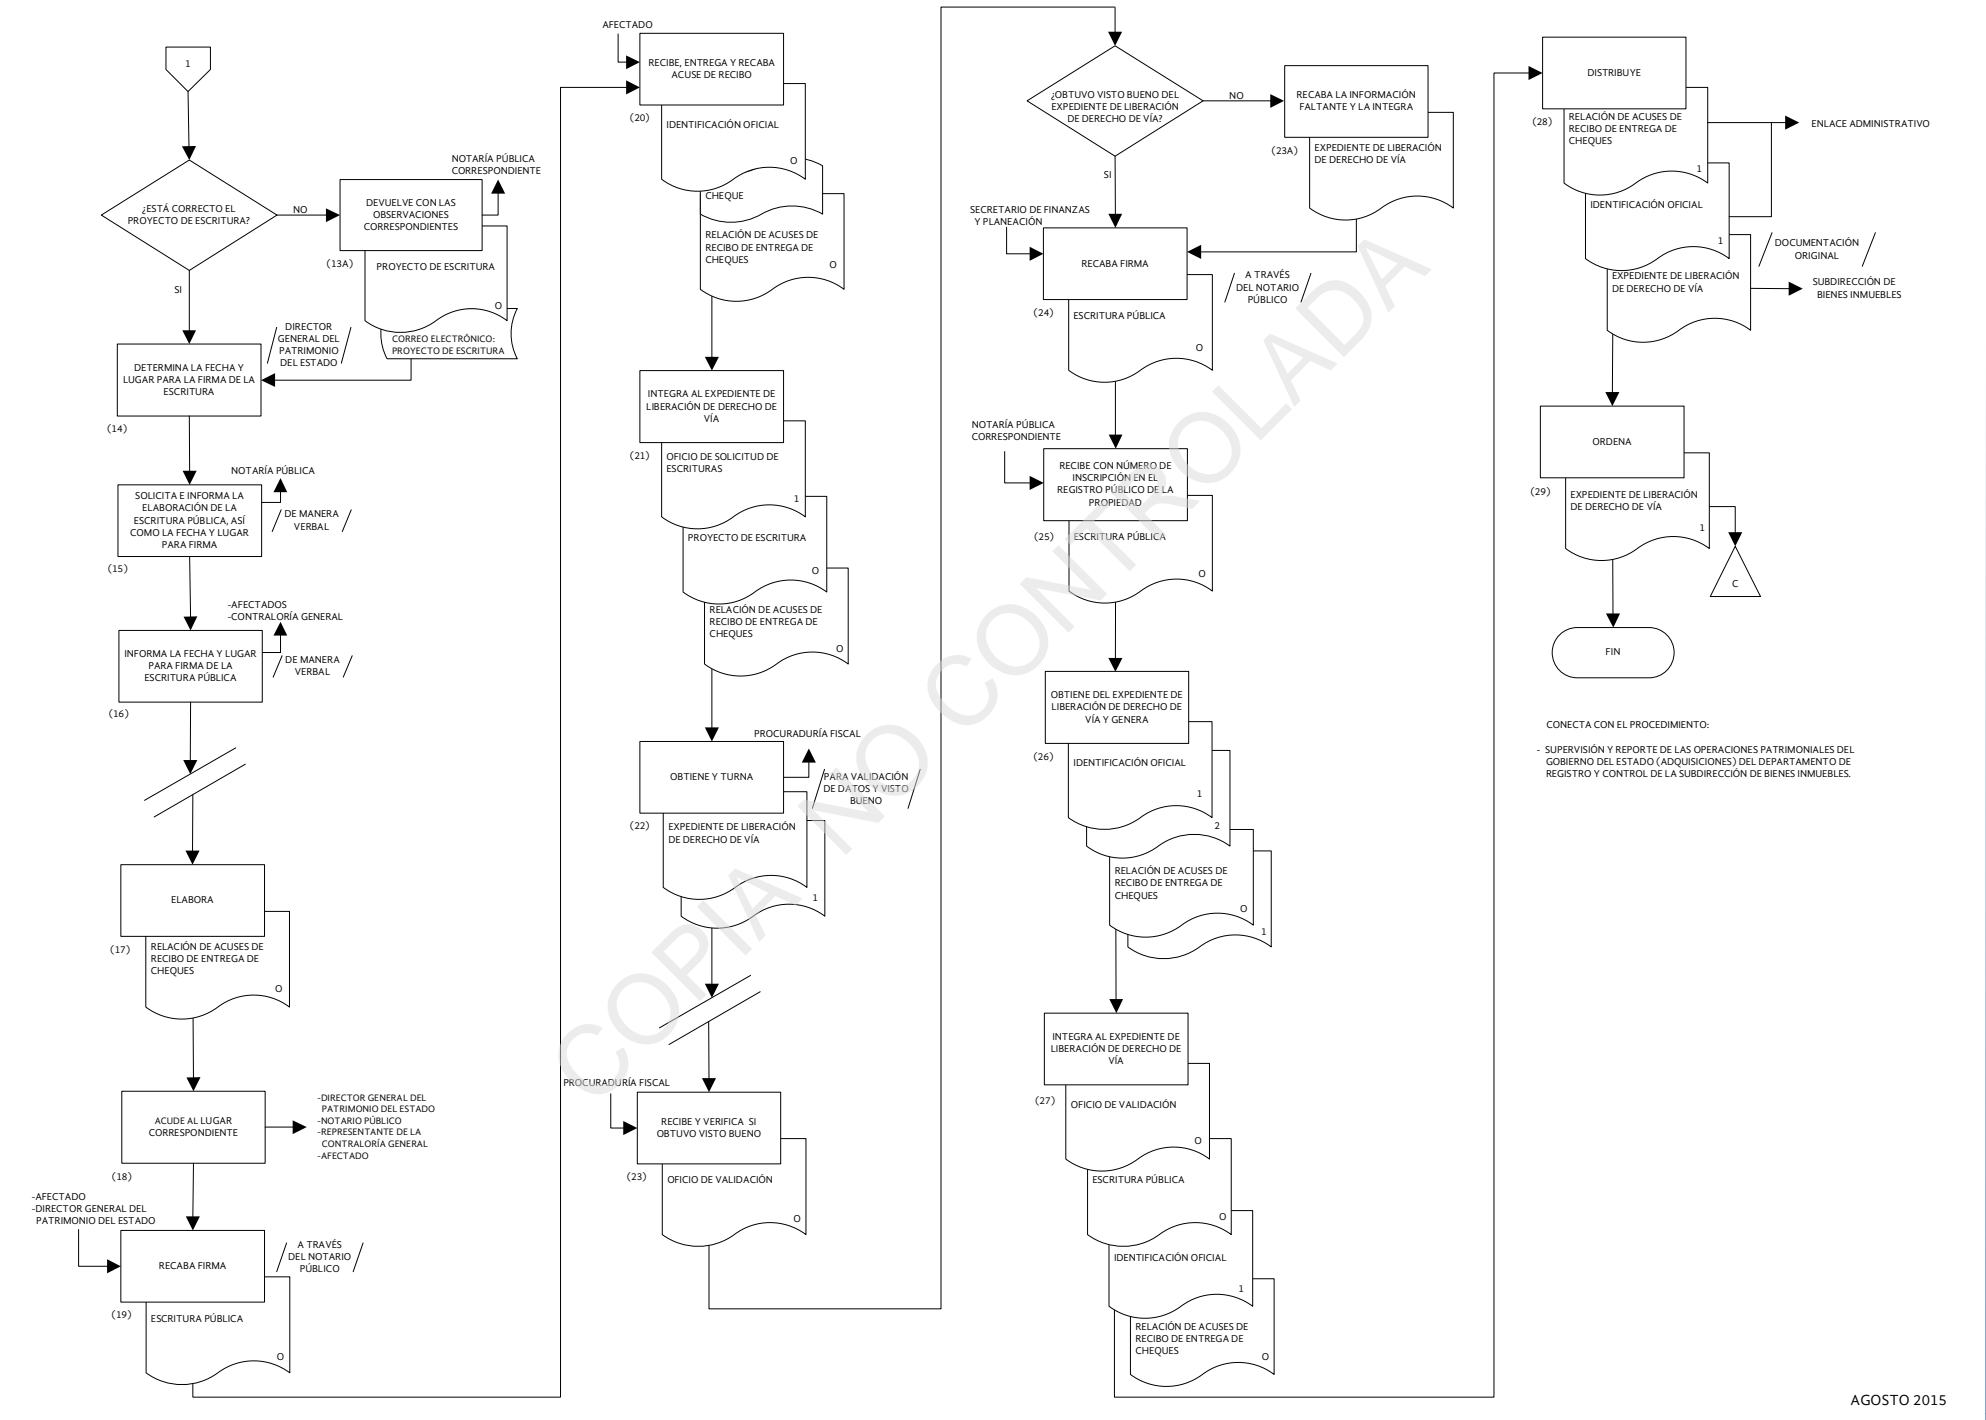 1
¿ESTÁ CORRECTO EL
PROYECTO DE ESCRITURA?
NO
SI
NOTARÍA PÚBLICA
CORRESPONDIENTE
DEVUELVE CON LAS
OBSERVACIONES
CORRESPONDIENTES
(13A)
PROYECTO DE ESCRITURA
O
CORREO ELECTRÓNICO:
PROYECTO DE ESCRITURA
DIRECTOR
GENERAL DEL
PATRIMONIO
DEL ESTADO
DETERMINA LA FECHA Y
LUGAR PARA LA FIRMA DE LA
ESCRITURA
(14)
NOTARÍA PÚBLICA
SOLICITA E INFORMA LA
ELABORACIÓN DE LA
ESCRITURA PÚBLICA, ASÍ
COMO LA FECHA Y LUGAR
PARA FIRMA
DE MANERA
VERBAL
(15)
-AFECTADOS
-CONTRALORÍA GENERAL
INFORMA LA FECHA Y LUGAR
PARA FIRMA DE LA
ESCRITURA PÚBLICA
DE MANERA
VERBAL
(16)
ELABORA
(17)
RELACIÓN DE ACUSES DE
RECIBO DE ENTREGA DE
CHEQUES
O
ACUDE AL LUGAR
CORRESPONDIENTE
-DIRECTOR GENERAL DEL
PATRIMONIO DEL ESTADO
-NOTARIO PÚBLICO
-REPRESENTANTE DE LA
CONTRALORÍA GENERAL
-AFECTADO
(18)
-AFECTADO
-DIRECTOR GENERAL DEL
PATRIMONIO DEL ESTADO
RECABA FIRMA
A TRAVÉS
DEL NOTARIO
PÚBLICO
(19)
ESCRITURA PÚBLICA
O
AFECTADO
RECIBE, ENTREGA Y RECABA
ACUSE DE RECIBO
(20)
IDENTIFICACIÓN OFICIAL
O
CHEQUE
RELACIÓN DE ACUSES DE
RECIBO DE ENTREGA DE
CHEQUES
O
INTEGRA AL EXPEDIENTE DE
LIBERACIÓN DE DERECHO DE
VÍA
(21)
OFICIO DE SOLICITUD DE
ESCRITURAS
1
PROYECTO DE ESCRITURA
O
RELACIÓN DE ACUSES DE
RECIBO DE ENTREGA DE
CHEQUES
O
PROCURADURÍA FISCAL
OBTIENE Y TURNA
PARA VALIDACIÓN
DE DATOS Y VISTO
BUENO
(22)
EXPEDIENTE DE LIBERACIÓN
DE DERECHO DE VÍA
1
PROCURADURÍA FISCAL
RECIBE Y VERIFICA SI
OBTUVO VISTO BUENO
(23)
OFICIO DE VALIDACIÓN
O
¿OBTUVO VISTO BUENO DEL
EXPEDIENTE DE LIBERACIÓN
DE DERECHO DE VÍA?
NO
SI
RECABA LA INFORMACIÓN
FALTANTE Y LA INTEGRA
(23A)
EXPEDIENTE DE LIBERACIÓN
DE DERECHO DE VÍA
SECRETARIO DE FINANZAS
Y PLANEACIÓN
RECABA FIRMA
A TRAVÉS
DEL NOTARIO
PÚBLICO
(24)
ESCRITURA PÚBLICA
O
NOTARÍA PÚBLICA
CORRESPONDIENTE
RECIBE CON NÚMERO DE
INSCRIPCIÓN EN EL
REGISTRO PÚBLICO DE LA
PROPIEDAD
(25)
ESCRITURA PÚBLICA
O
OBTIENE DEL EXPEDIENTE DE
LIBERACIÓN DE DERECHO DE
VÍA Y GENERA
(26)
IDENTIFICACIÓN OFICIAL
1
2
RELACIÓN DE ACUSES DE
RECIBO DE ENTREGA DE
CHEQUES
O
1
INTEGRA AL EXPEDIENTE DE
LIBERACIÓN DE DERECHO DE
VÍA
(27)
OFICIO DE VALIDACIÓN
O
ESCRITURA PÚBLICA
O
IDENTIFICACIÓN OFICIAL
1
RELACIÓN DE ACUSES DE
RECIBO DE ENTREGA DE
CHEQUES
O
DISTRIBUYE
(28)
RELACIÓN DE ACUSES DE
RECIBO DE ENTREGA DE
CHEQUES
1
ENLACE ADMINISTRATIVO
IDENTIFICACIÓN OFICIAL
1
DOCUMENTACIÓN
ORIGINAL
EXPEDIENTE DE LIBERACIÓN
DE DERECHO DE VÍA
SUBDIRECCIÓN DE
BIENES INMUEBLES
ORDENA
(29)
EXPEDIENTE DE LIBERACIÓN
DE DERECHO DE VÍA
1
C
FIN
CONECTA CON EL PROCEDIMIENTO:
- SUPERVISIÓN Y REPORTE DE LAS OPERACIONES PATRIMONIALES DEL
GOBIERNO DEL ESTADO (ADQUISICIONES) DEL DEPARTAMENTO DE
REGISTRO Y CONTROL DE LA SUBDIRECCIÓN DE BIENES INMUEBLES.
COPIA NO CONTROLADA
AGOSTO 2015